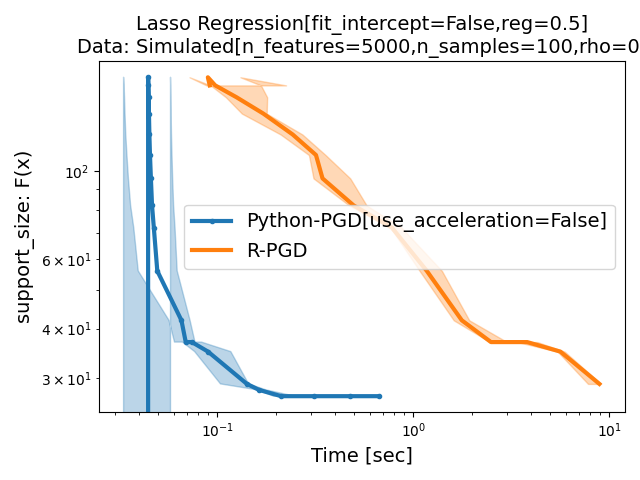 Lasso Regression[fit_intercept=False,reg=0.5]
Data: Simulated[n_features=5000,n_samples=100,rho=0
support_size: F(x)
10²
6 × 10¹
4 × 10¹
3 × 10¹
Python-PGD[use_acceleration=False]
R-PGD
10⁻¹
10⁰
10¹
Time [sec]